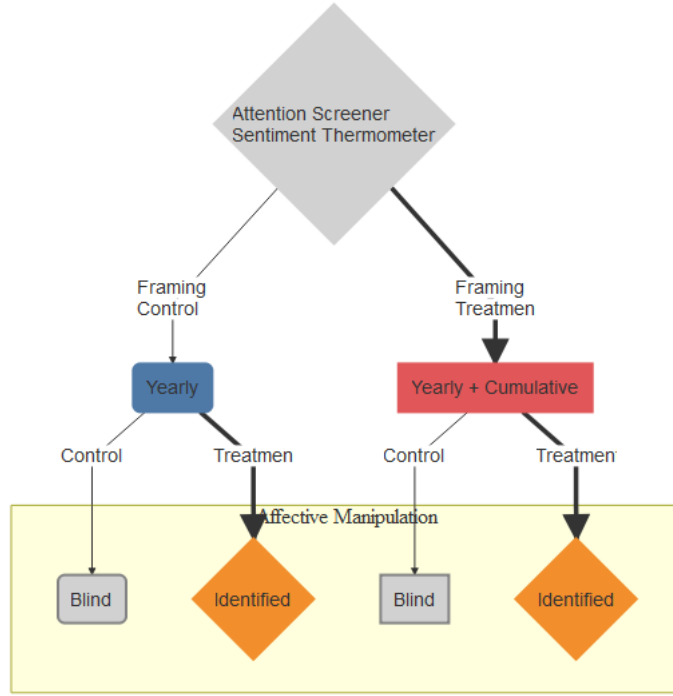 Attention Screener
Sentiment Thermometer
Framing
Control
Framing
Treatmen
Yearly
Yearly + Cumulative
Control
Treatmen
Control
Treatmen
Affective Manipulation
Blind
Identified
Blind
Identified